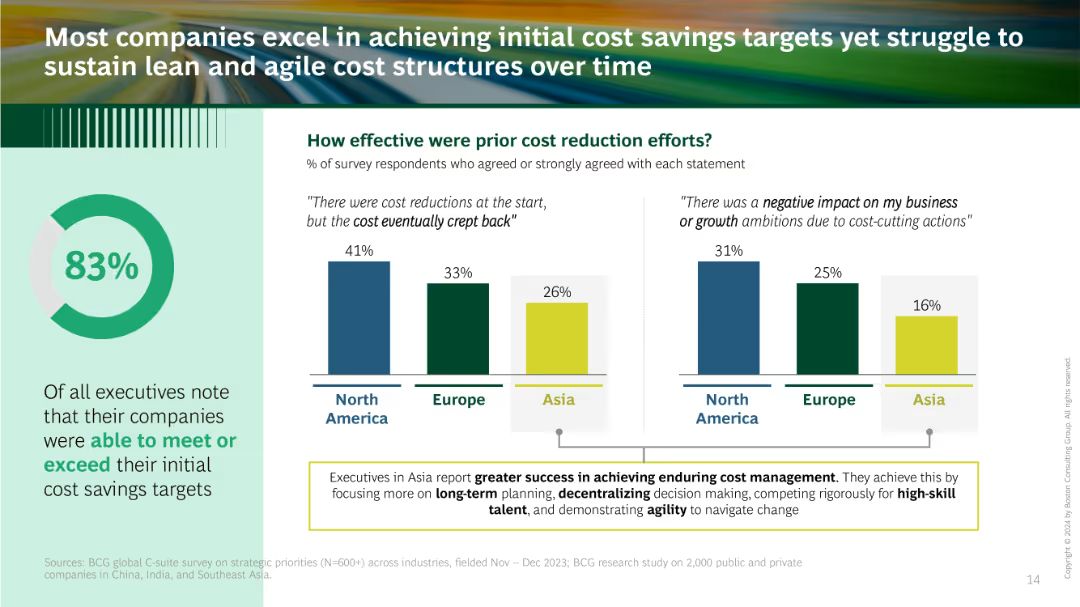 Most companies excel in achieving initial cost savings targets yet struggle to
sustain lean and agile cost structures over time
83%
Of all executives note
that their companies
were able to meet or
exceed their initial
cost savings targets
How effective were prior cost reduction efforts?
% of survey respondents who agreed or strongly agreed with each statement
"There were cost reductions at the start,
but the cost eventually crept back"
41%
33%
26%
North
America
Europe
Asia
"There was a negative impact on my business
or growth ambitions due to cost-cutting actions"
31%
25%
16%
North
America
Europe
Asia
Executives in Asia report greater success in achieving enduring cost management. They achieve this by
focusing more on long-term planning, decentralizing decision making, competing rigorously for high-skill
talent, and demonstrating agility to navigate change
Sources: BCG global C-suite survey on strategic priorities (N=600+) across industries, fielded Nov – Dec 2023; BCG research study on 2,000 public and private
companies in China, India, and Southeast Asia.
14
Copyright © 2024 by Boston Consulting Group. All rights reserved.